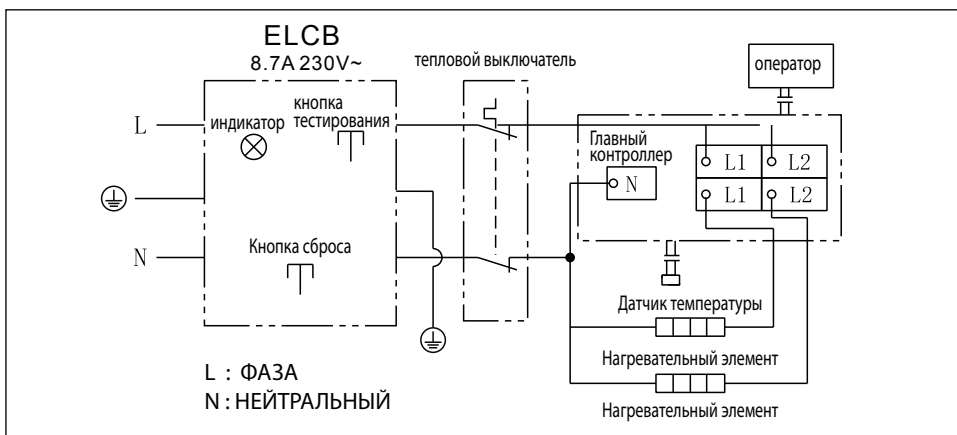 ELCB
8.7A 230V~
тепловой выключатель
оператор
кнопка
тестирования
индикатор
L
Главный
контроллер
N
L1
L2
L1
L2
N
Кнопка сброса
Датчик температуры
Нагревательный элемент
Нагревательный элемент
L : ФАЗА
N : НЕЙТРАЛЬНЫЙ